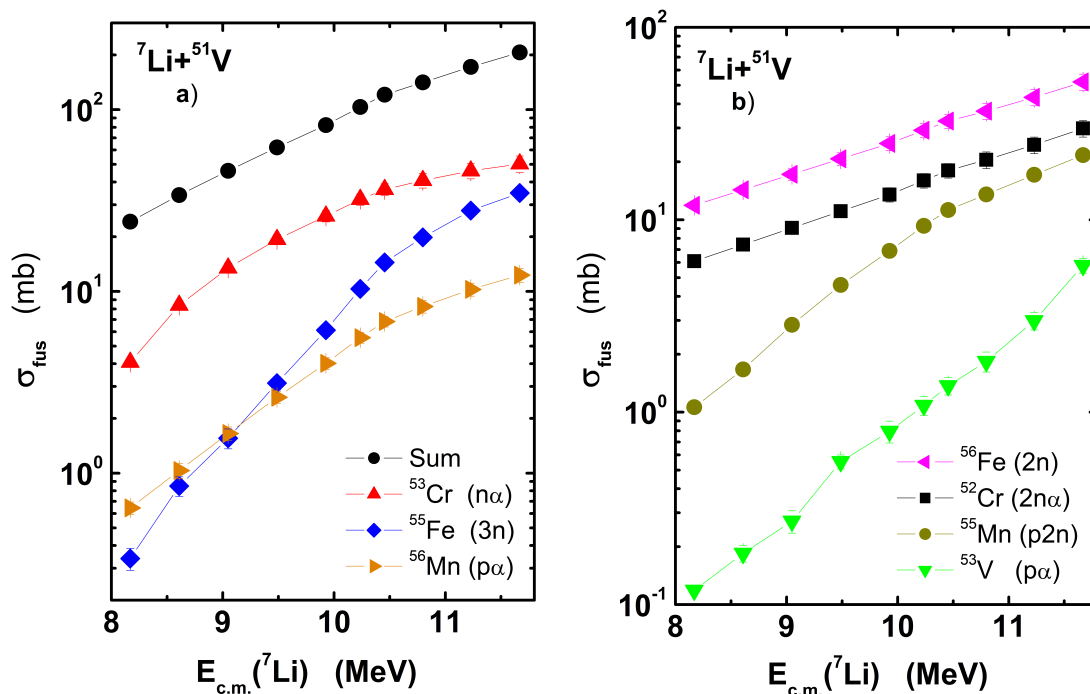 ⁷Li+⁵¹V
a)
10²
10¹
10⁰
σfus (mb)
Sum
⁵³Cr (nα)
⁵⁵Fe (3n)
⁵⁶Mn (pα)
8 9 10 11
Ec.m.(⁷Li) (MeV)
⁷Li+⁵¹V
b)
10²
10¹
10⁰
10⁻¹
σfus (mb)
⁵⁶Fe (2n)
⁵²Cr (2nα)
⁵⁵Mn (p2n)
⁵³V (pα)
8 9 10 11
Ec.m.(⁷Li) (MeV)